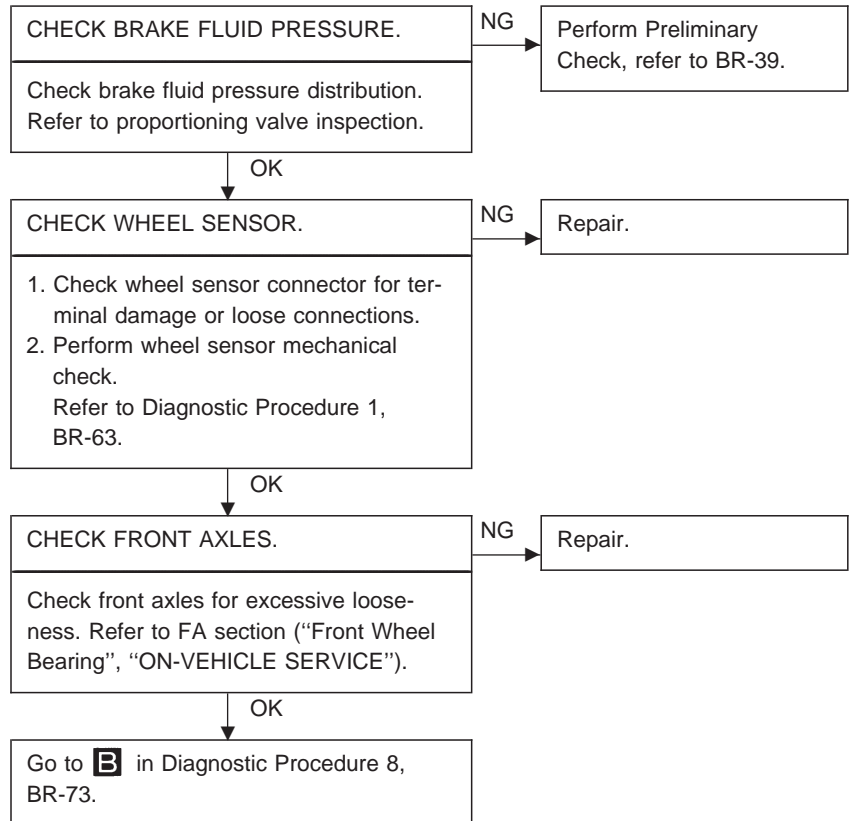 CHECK BRAKE FLUID PRESSURE.
NG
Perform Preliminary
Check, refer to BR-39.
Check brake fluid pressure distribution.
Refer to proportioning valve inspection.
OK
CHECK WHEEL SENSOR.
NG
Repair.
1. Check wheel sensor connector for ter-
minal damage or loose connections.
2. Perform wheel sensor mechanical
check.
Refer to Diagnostic Procedure 1,
BR-63.
OK
CHECK FRONT AXLES.
NG
Repair.
Check front axles for excessive loose-
ness. Refer to FA section (‘‘Front Wheel
Bearing’’, ‘‘ON-VEHICLE SERVICE’’).
OK
Go to B in Diagnostic Procedure 8,
BR-73.